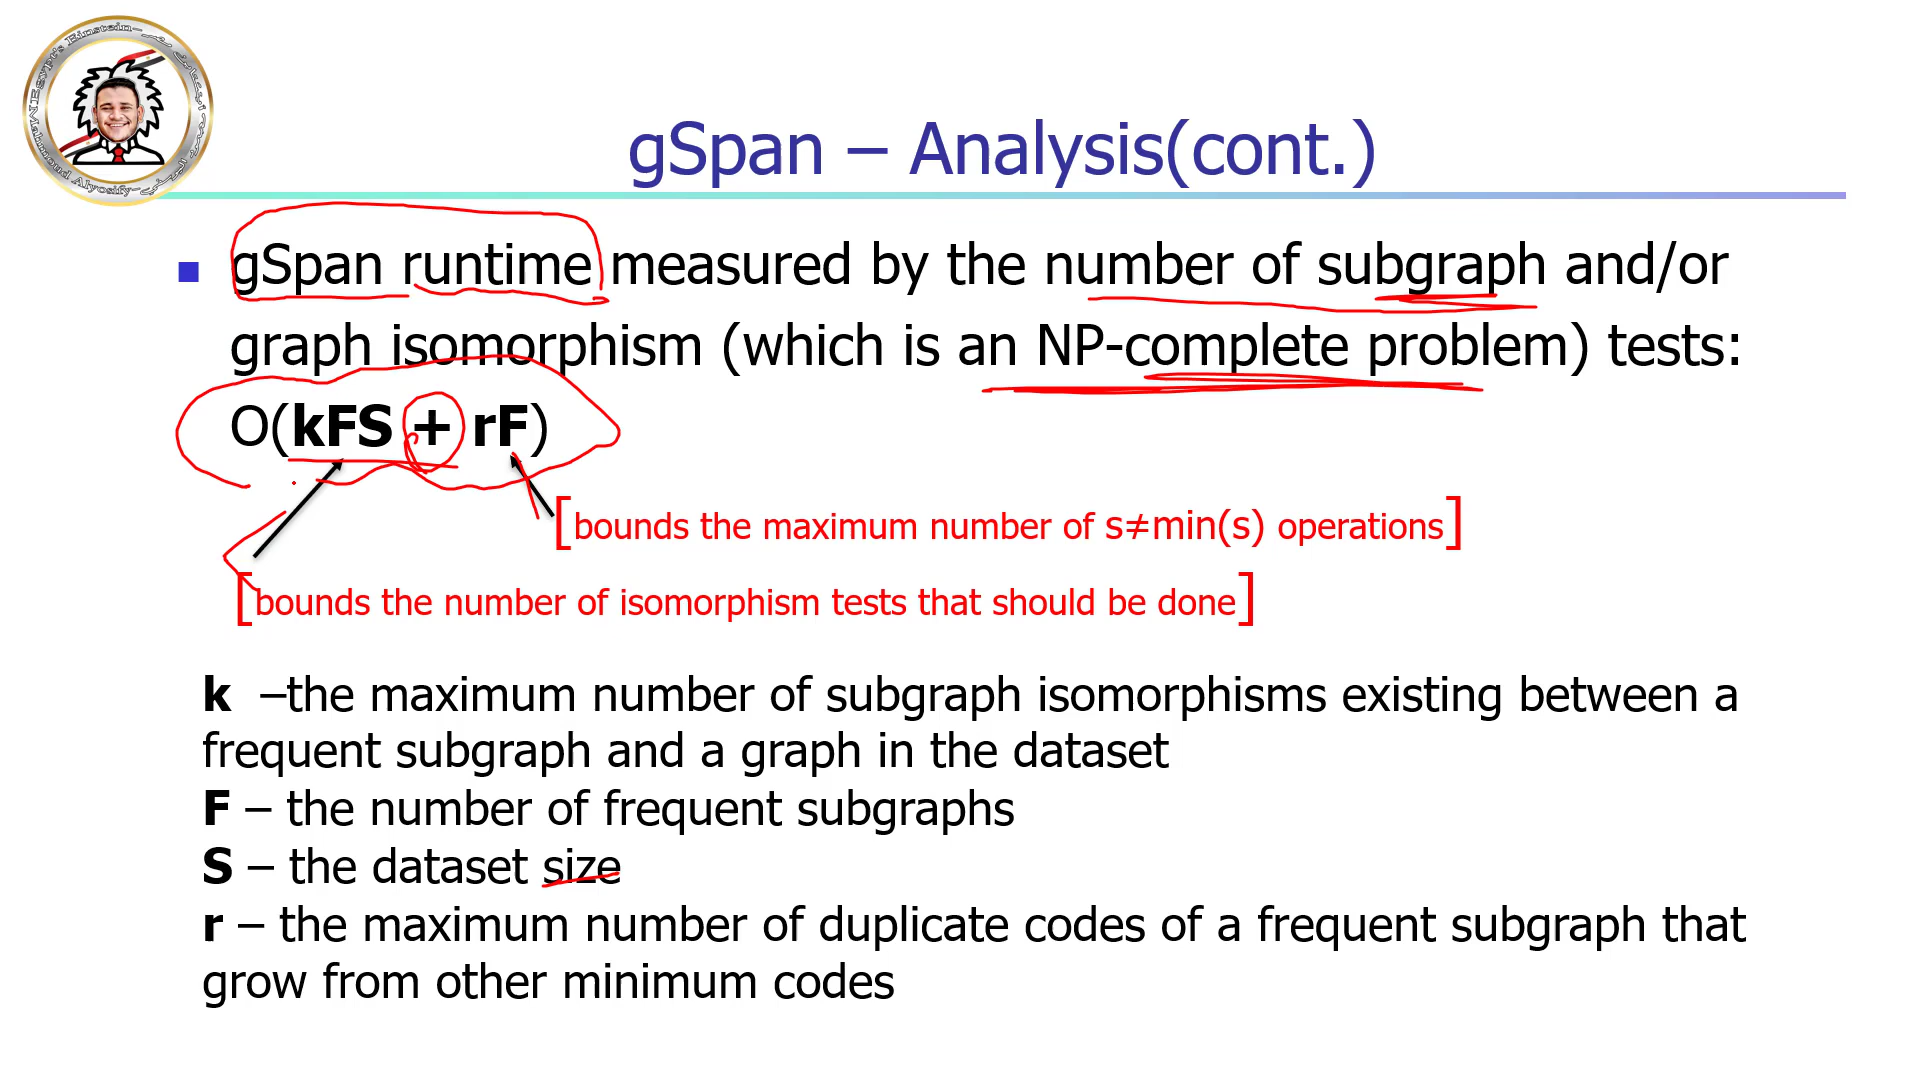 gSpan – Analysis(cont.)
gSpan runtime measured by the number of subgraph and/or
graph isomorphism (which is an NP-complete problem) tests:
O(kFS + rF)
[bounds the maximum number of s≠min(s) operations]
[bounds the number of isomorphism tests that should be done]
k –the maximum number of subgraph isomorphisms existing between a
frequent subgraph and a graph in the dataset
F – the number of frequent subgraphs
S – the dataset size
r – the maximum number of duplicate codes of a frequent subgraph that
grow from other minimum codes